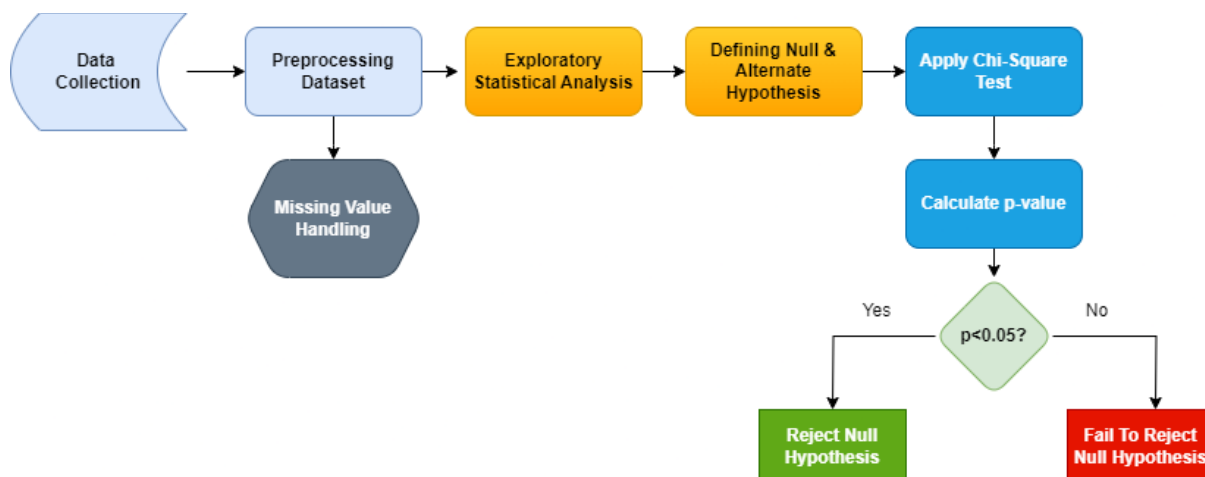 Data
Collection
Preprocessing
Dataset
Exploratory
Statistical Analysis
Defining Null &
Alternate
Hypothesis
Apply Chi-Square
Test
Missing Value
Handling
Calculate p-value
Yes
No
p<0.05?
Reject Null
Hypothesis
Fail To Reject
Null Hypothesis